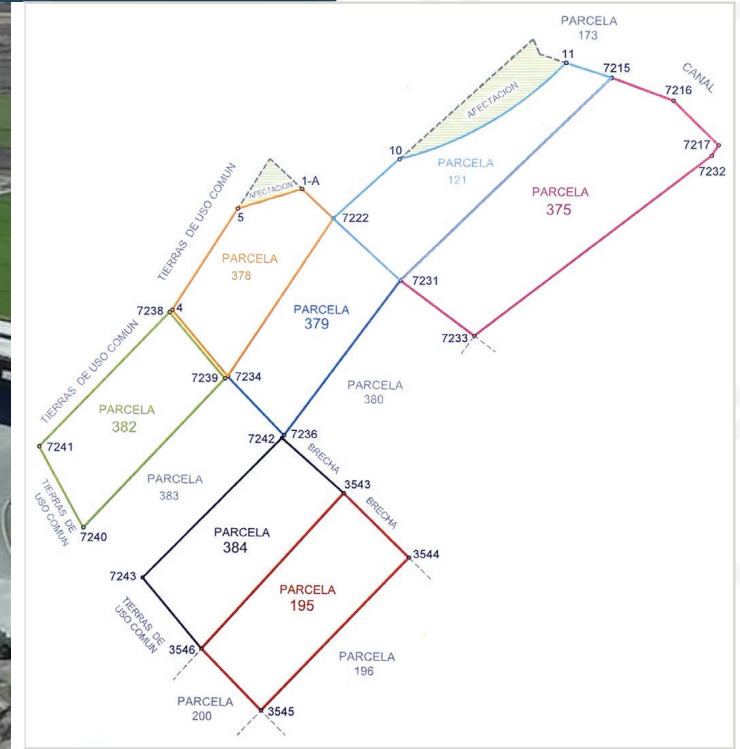 PARCELA
173
11
7215
CANAL
7216
AFECTACION
7217
7232
10
PARCELA
121
PARCELA
375
TIERRAS DE USO COMUN
AFECTACION
1-A
5
7222
PARCELA
378
7231
7238
4
PARCELA
379
7233
TIERRAS DE USO COMUN
7239
7234
PARCELA
380
PARCELA
382
7241
7242
7236
BRECHA
PARCELA
383
3543
TIERRAS DE
USO COMUN
BRECHA
7240
PARCELA
384
3544
7243
PARCELA
195
TIERRAS DE
USO COMUN
3546
PARCELA
196
PARCELA
200
3545